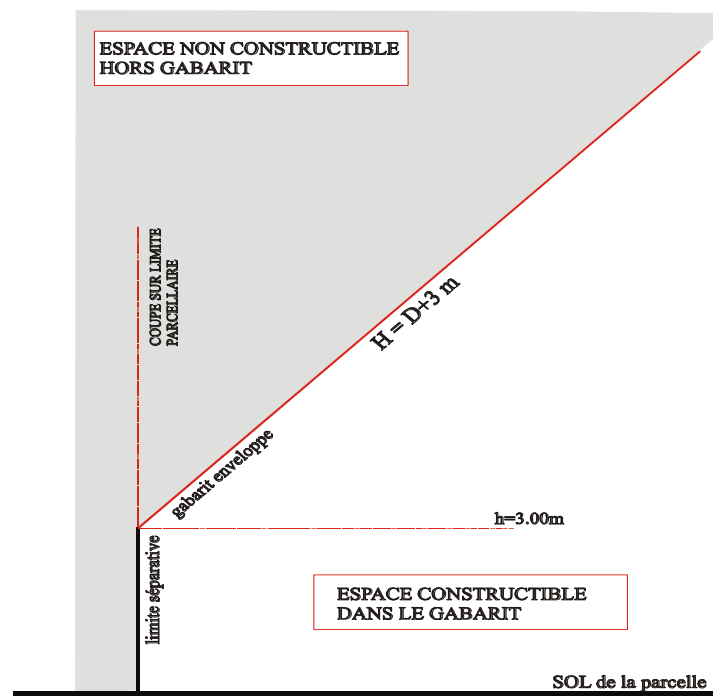 ESPACE NON CONSTRUCTIBLE
HORS GABARIT
COUPE SUR LIMITE
PARCELLAIRE
H = D+3 m
gabarit enveloppe
h=3.00m
limite séparative
ESPACE CONSTRUCTIBLE
DANS LE GABARIT
SOL de la parcelle